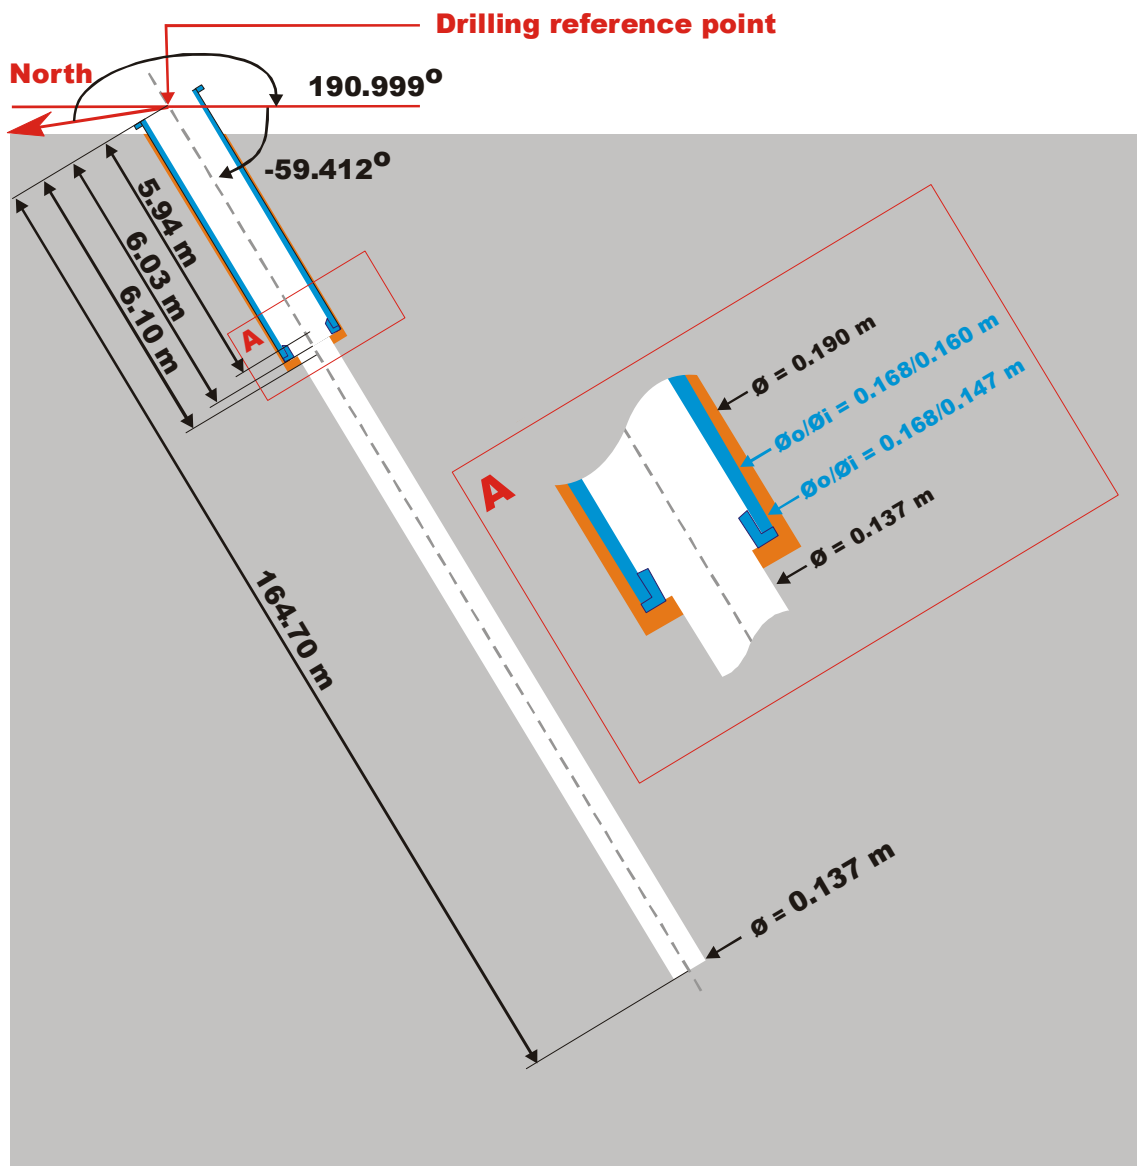 Drilling reference point
North
190.999°
-59.412°
5.94 m
6.03 m
6.10 m
A
164.70 m
A
ø = 0.190 m
Øo/Øi = 0.168/0.160 m
Øo/Øi = 0.168/0.147 m
ø = 0.137 m
ø = 0.137 m